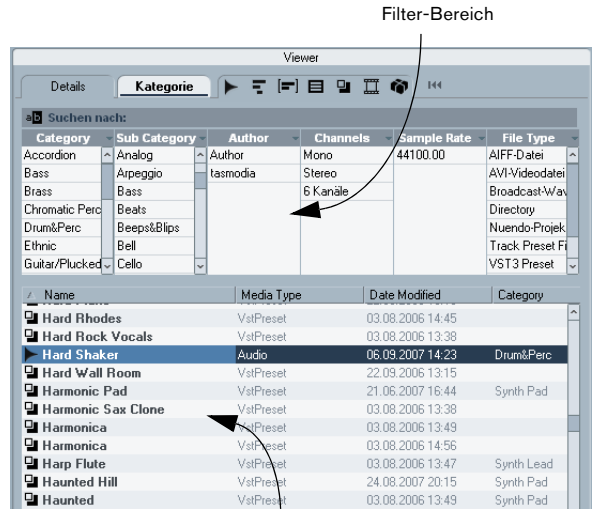 Filter-Bereich
Viewer
Details Kategorie
ab Suchen nach:
Category Sub Category Author Channels Sample Rate File Type
Accordion Analog Author Mono 44100.00 AIFF-Datei
Bass Arpeggio tasmodia Stereo AVI-Videodatei
Brass Bass 6 Kanäle Broadcast-Wav
Chromatic Perc Beats Directory
Drum&Perc Beeps&Blips Nuendo-Projek
Ethnic Bell Track Preset Fi
Guitar/Plucked Cello VST3 Preset
Name Media Type Date Modified Category
Hard Rhodes VstPreset 03.08.2006 14:45
Hard Rock Vocals VstPreset 03.08.2006 13:38
Hard Shaker Audio 06.09.2007 14:23 Drum&Perc
Hard Wall Room VstPreset 22.09.2006 13:15
Harmonic Pad VstPreset 21.06.2007 16:44 Synth Pad
Harmonic Sax Clone VstPreset 03.08.2006 13:38
Harmonica VstPreset 03.08.2006 13:49
Harmonica VstPreset 03.08.2006 14:56
Harp Flute VstPreset 03.08.2006 13:47 Synth Lead
Haunted Hill VstPreset 24.08.2007 20:15 Synth Pad
Haunted VstPreset 03.08.2006 13:49 Synth Pad